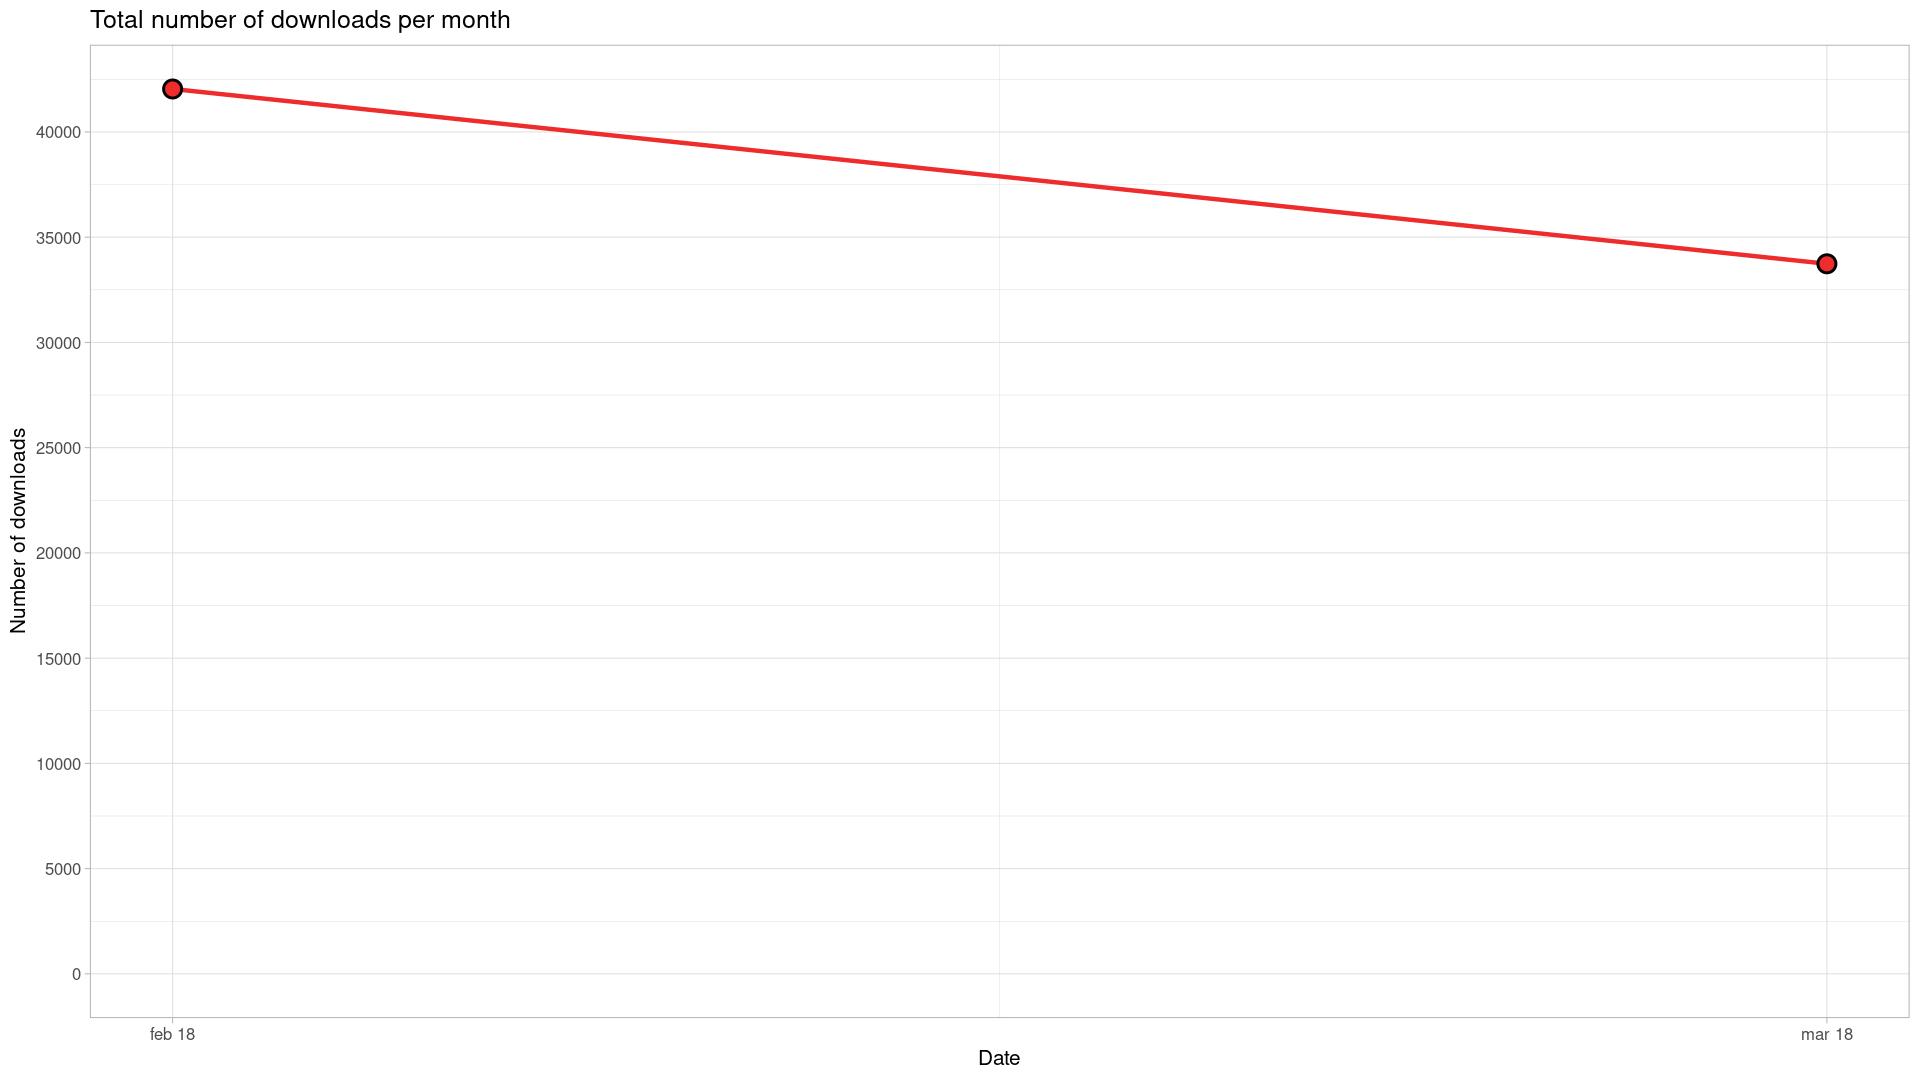 Total number of downloads per month
Number of downloads
40000
35000
30000
25000
20000
15000
10000
5000
0
feb 18
mar 18
Date